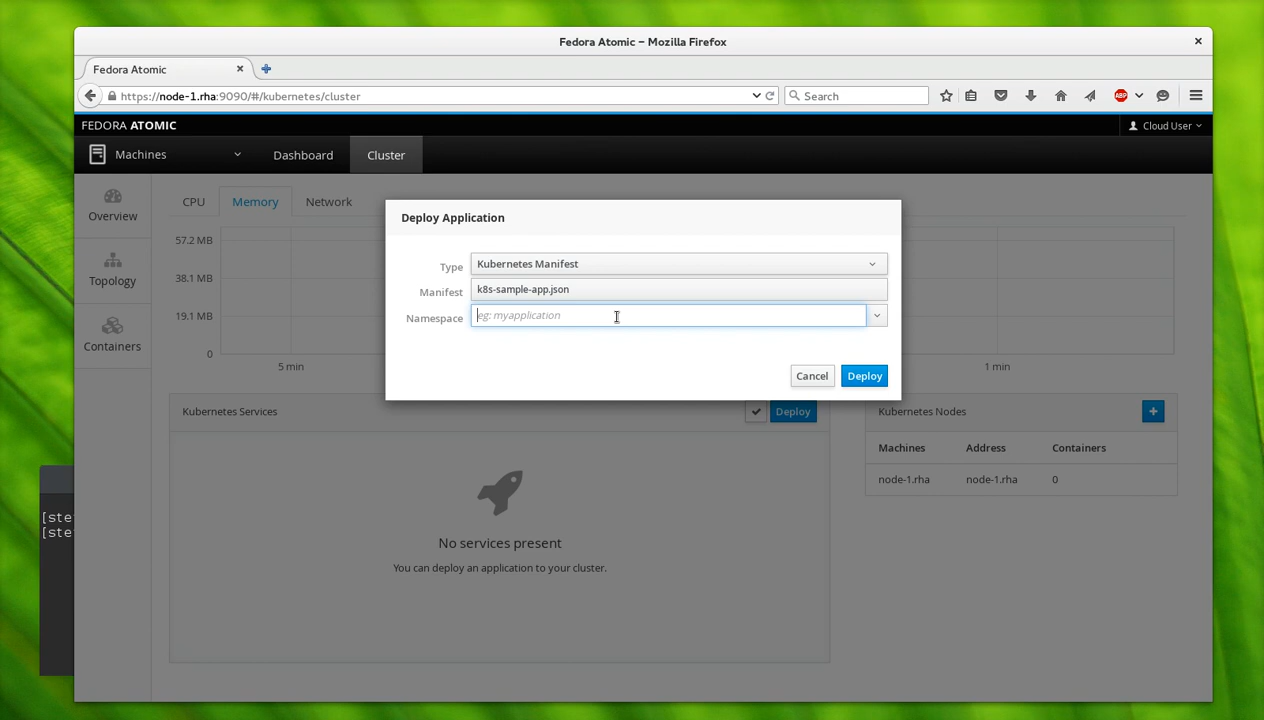 Fedora Atomic – Mozilla Firefox
Fedora Atomic
https://node-1.rha:9090/#/kubernetes/cluster
Search
ABP
FEDORA ATOMIC
Cloud User
Machines
Dashboard
Cluster
Overview
Topology
Containers
CPU
Memory
Network
57.2 MB
38.1 MB
19.1 MB
0
5 min
1 min
Deploy Application
Type
Kubernetes Manifest
Manifest
k8s-sample-app.json
Namespace
eg: myapplication
Cancel
Deploy
Kubernetes Services
Deploy
No services present
You can deploy an application to your cluster.
Kubernetes Nodes
Machines Address Containers
node-1.rha node-1.rha 0
[ste
[ste